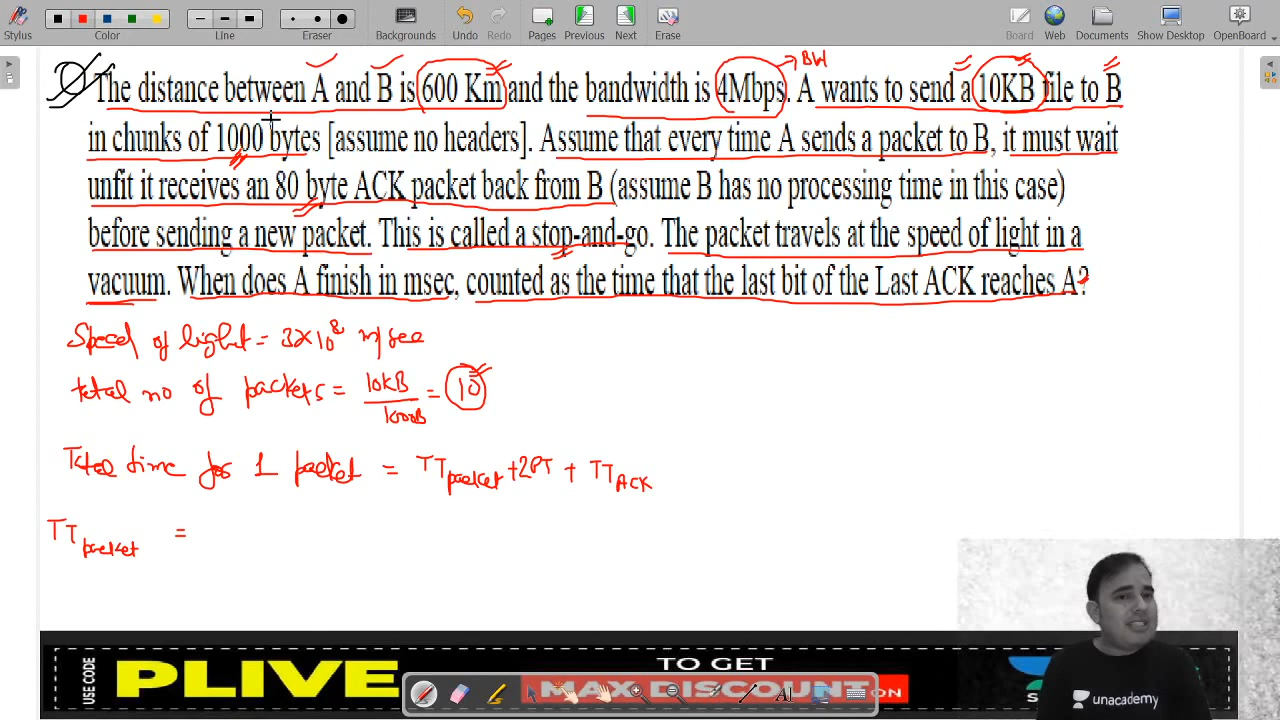 Stylus
Color
Line
Eraser
Backgrounds
Undo
Redo
Pages
Previous
Next
Erase
Board
Web
Documents
Show Desktop
OpenBoard
→ BW
The distance between A and B is 600 Km and the bandwidth is 4Mbps. A wants to send a 10KB file to B
in chunks of 1000 bytes [assume no headers]. Assume that every time A sends a packet to B, it must wait
unfit it receives an 80 byte ACK packet back from B (assume B has no processing time in this case)
before sending a new packet. This is called a stop-and-go. The packet travels at the speed of light in a
vacuum. When does A finish in msec, counted as the time that the last bit of the Last ACK reaches A?
Speed of light = 3×10⁸ m/sec
total no of packets = 10KB / 1000B = 10
Total time for 1 packet = TTpacket + 2PT + TTACK
TTpacket =
USE CODE
PLIVE
TO GET
MAX DISCOUNT
ON
unacademy